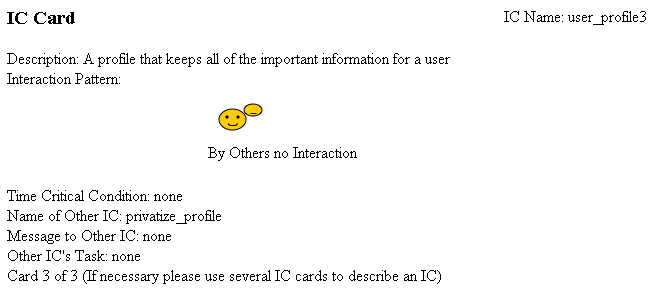 IC Card
IC Name: user_profile3
Description: A profile that keeps all of the important information for a user
Interaction Pattern:
By Others no Interaction
Time Critical Condition: none
Name of Other IC: privatize_profile
Message to Other IC: none
Other IC's Task: none
Card 3 of 3 (If necessary please use several IC cards to describe an IC)